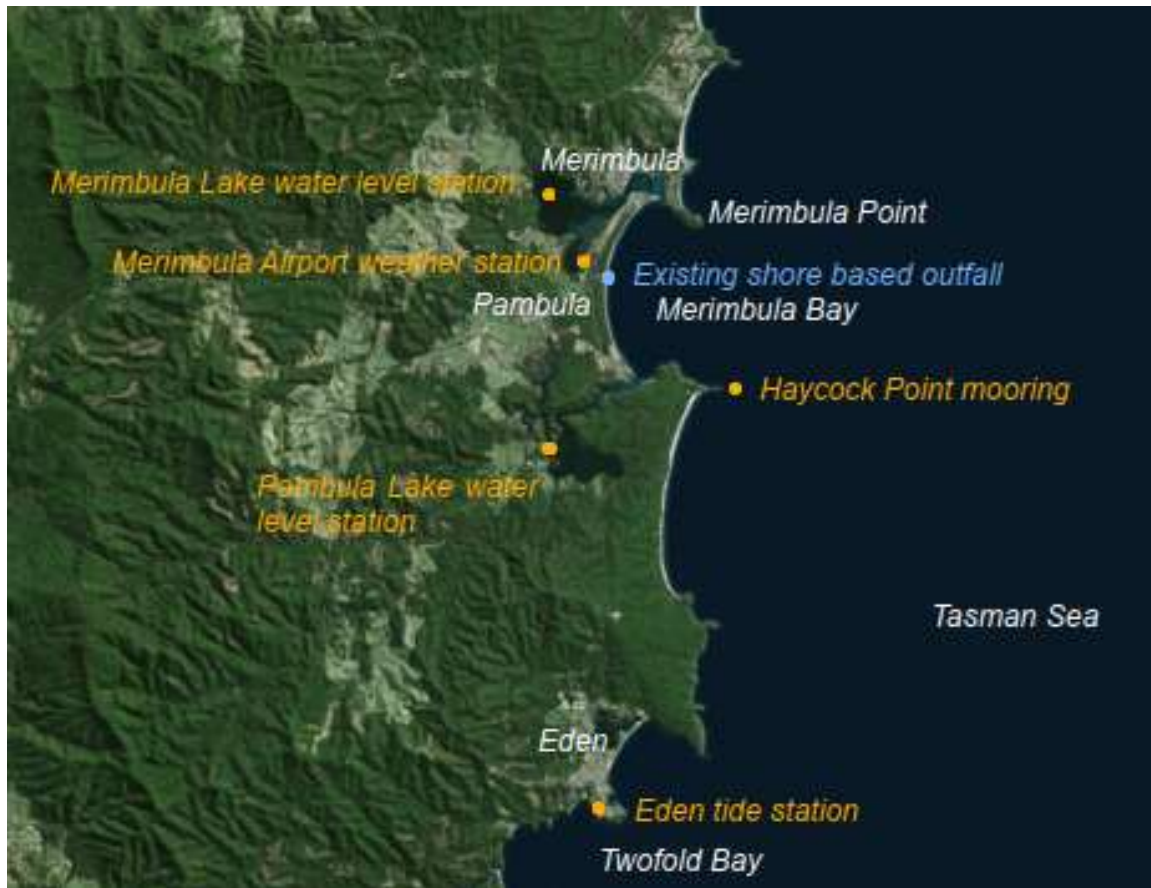 Merimbula
Merimbula Lake water level station
Merimbula Point
Merimbula Airport weather station
Existing shore based outfall
Pambula
Merimbula Bay
Haycock Point mooring
Pambula Lake water
level station
Tasman Sea
Eden
Eden tide station
Twofold Bay